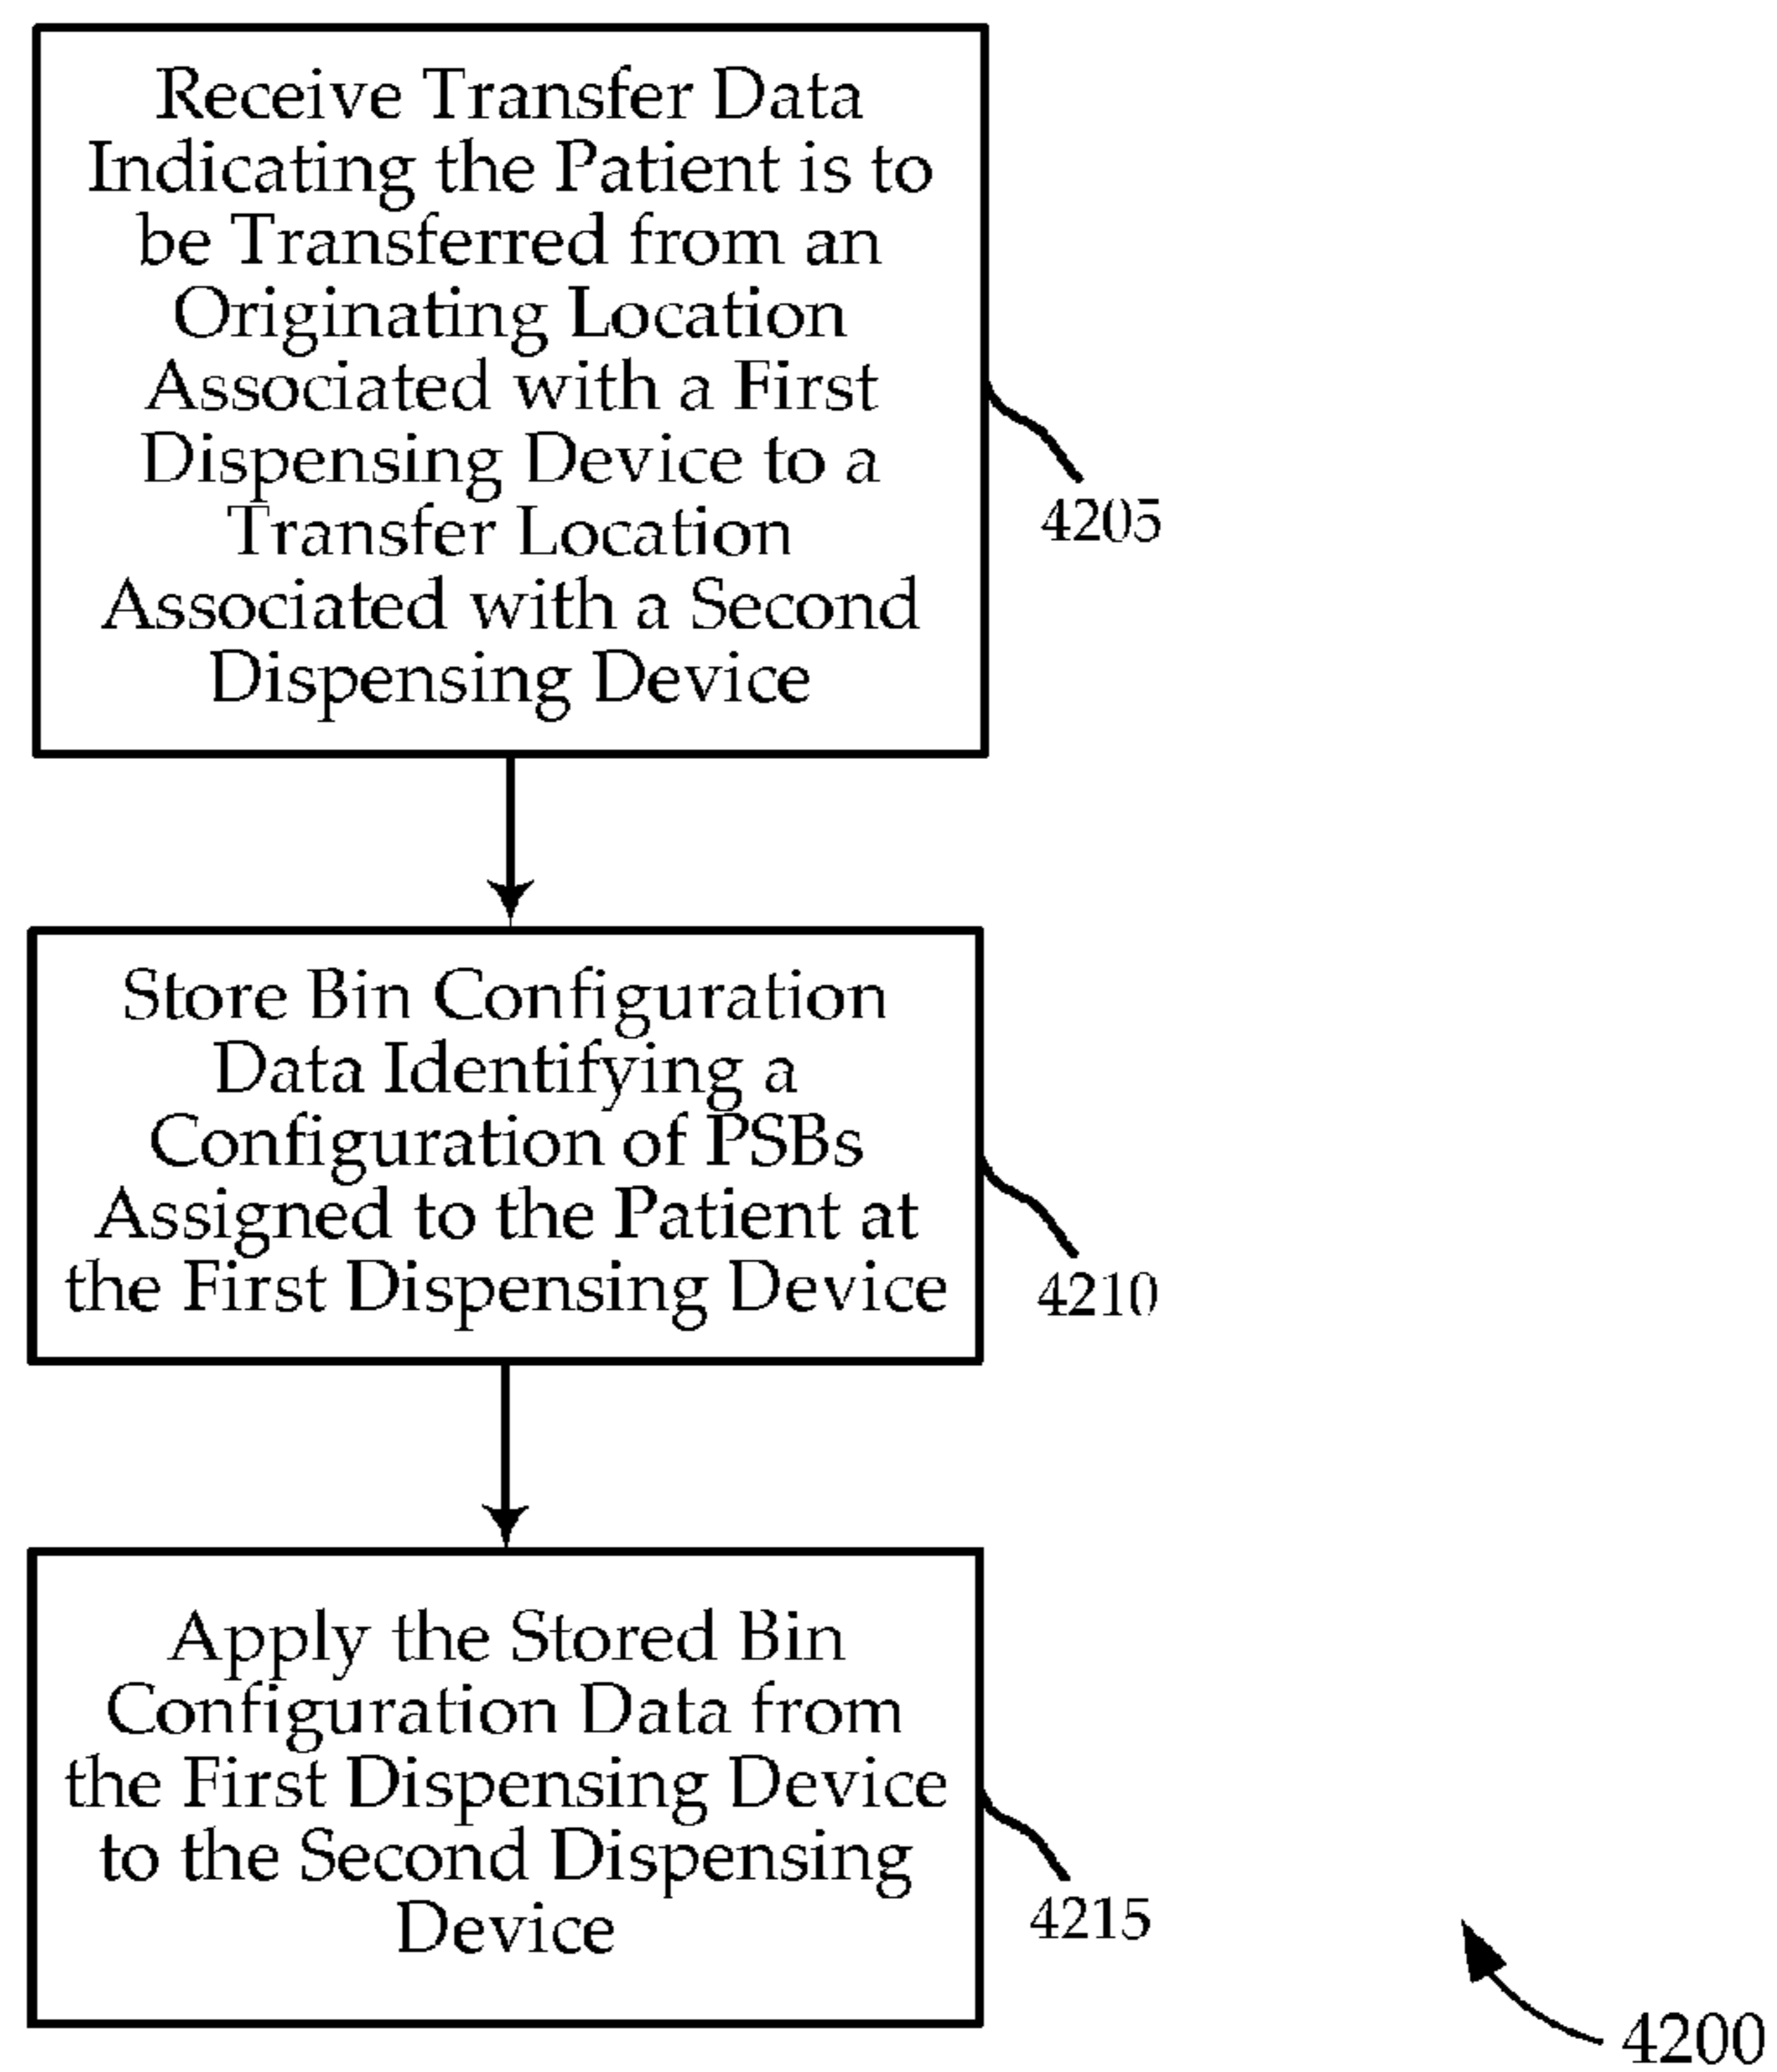 Receive Transfer Data
Indicating the Patient is to
be Transferred from an
Originating Location
Associated with a First
Dispensing Device to a
Transfer Location
Associated with a Second
Dispensing Device
4205
Store Bin Configuration
Data Identifying a
Configuration of PSBs
Assigned to the Patient at
the First Dispensing Device
4210
Apply the Stored Bin
Configuration Data from
the First Dispensing Device
to the Second Dispensing
Device
4215
4200